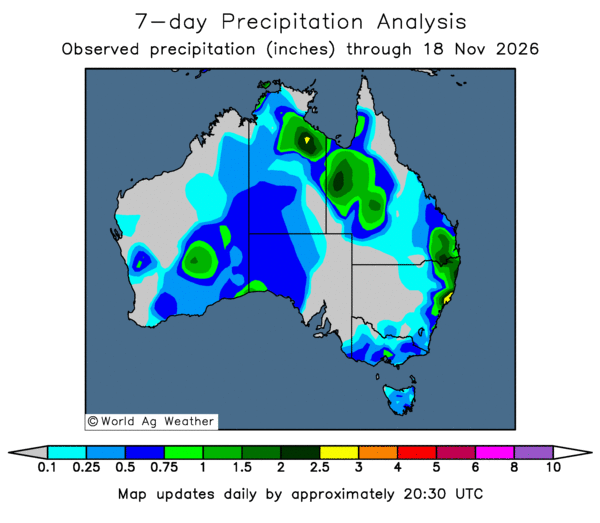 7-day Precipitation Analysis
Observed precipitation (inches) through 18 Nov 2026
©World Ag Weather
0.1 0.25 0.5 0.75 1 1.5 2 2.5 3 4 5 6 8 10
Map updates daily by approximately 20:30 UTC